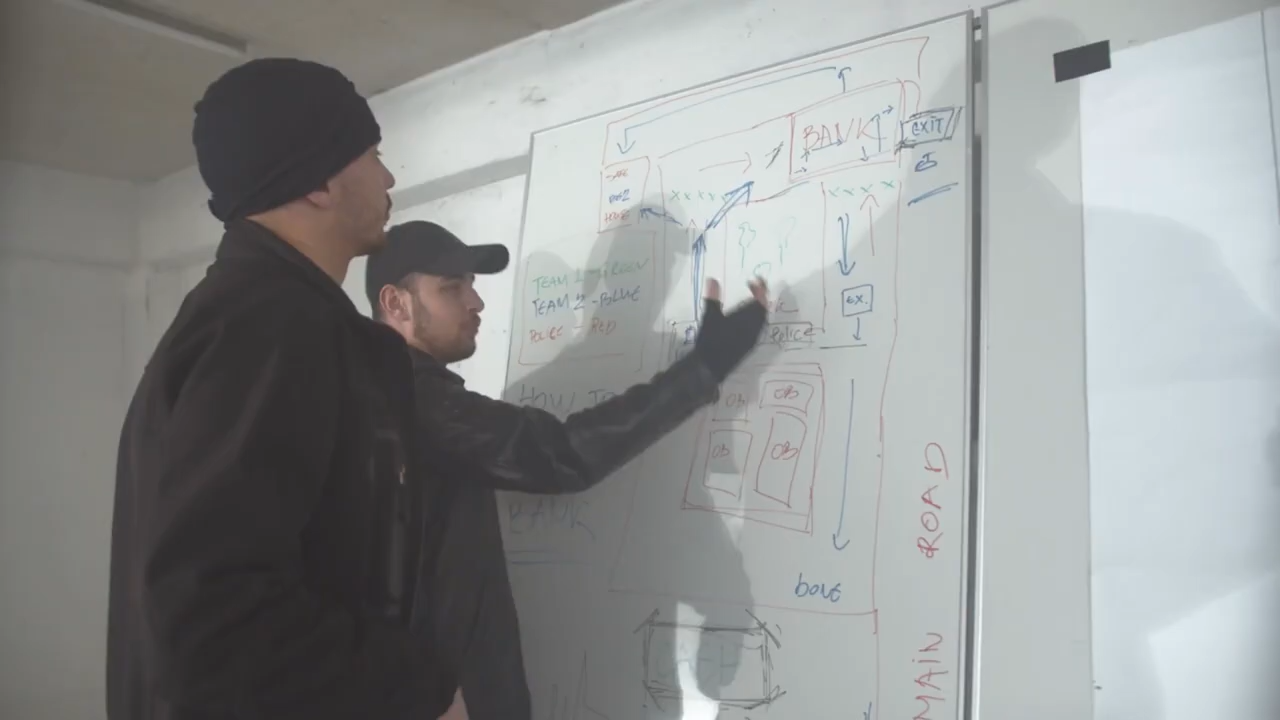 BANK
EXIT
TEAM 1 - GREEN
TEAM 2 - BLUE
POLICE - RED
EX.
POLICE
HOW TO
OB
OB
OB
OB
BANK
ROAD
MAIN